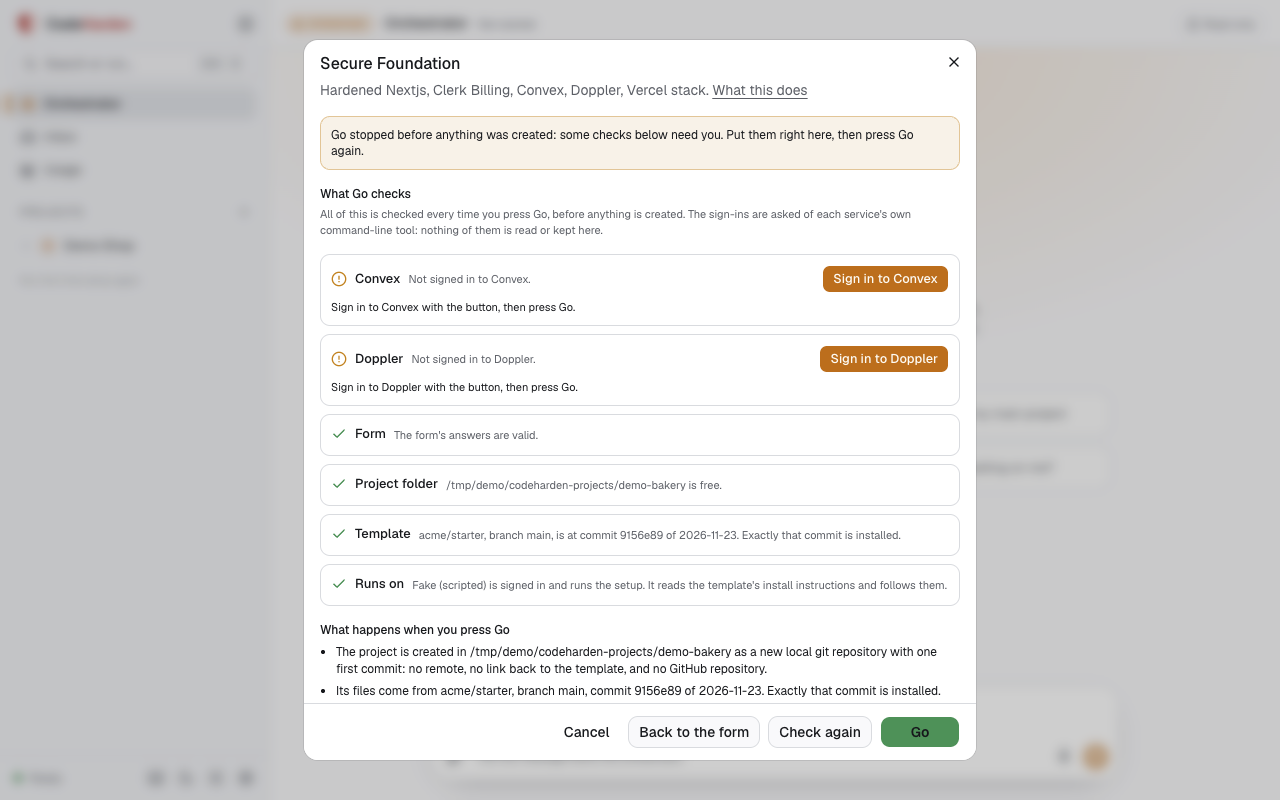 Secure Foundation
Hardened Nextjs, Clerk Billing, Convex, Doppler, Vercel stack. What this does
Go stopped before anything was created: some checks below need you. Put them right here, then press Go
again.
What Go checks
All of this is checked every time you press Go, before anything is created. The sign-ins are asked of each service's own
command-line tool: nothing of them is read or kept here.
Convex Not signed in to Convex. Sign in to Convex
Sign in to Convex with the button, then press Go.
Doppler Not signed in to Doppler. Sign in to Doppler
Sign in to Doppler with the button, then press Go.
Form The form's answers are valid.
Project folder /tmp/demo/codeharden-projects/demo-bakery is free.
Template acme/starter, branch main, is at commit 9156e89 of 2026-11-23. Exactly that commit is installed.
Runs on Fake (scripted) is signed in and runs the setup. It reads the template's install instructions and follows them.
What happens when you press Go
• The project is created in /tmp/demo/codeharden-projects/demo-bakery as a new local git repository with one
first commit: no remote, no link back to the template, and no GitHub repository.
• Its files come from acme/starter, branch main, commit 9156e89 of 2026-11-23. Exactly that commit is installed.
Cancel Back to the form Check again Go